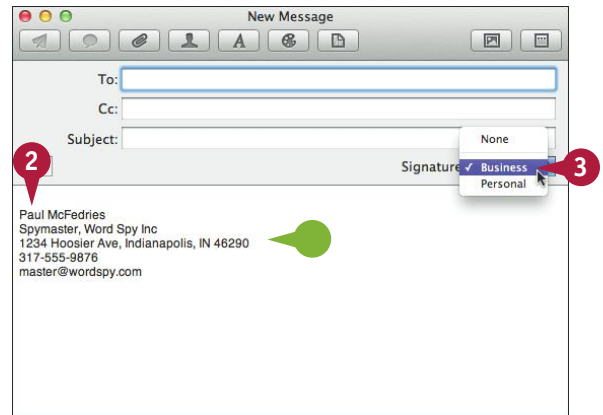 New Message
To:
Cc:
Subject:
None
2
Signature
✓ Business
3
Personal
Paul McFedries
Spymaster, Word Spy Inc
1234 Hoosier Ave, Indianapolis, IN 46290
317-555-9876
master@wordspy.com